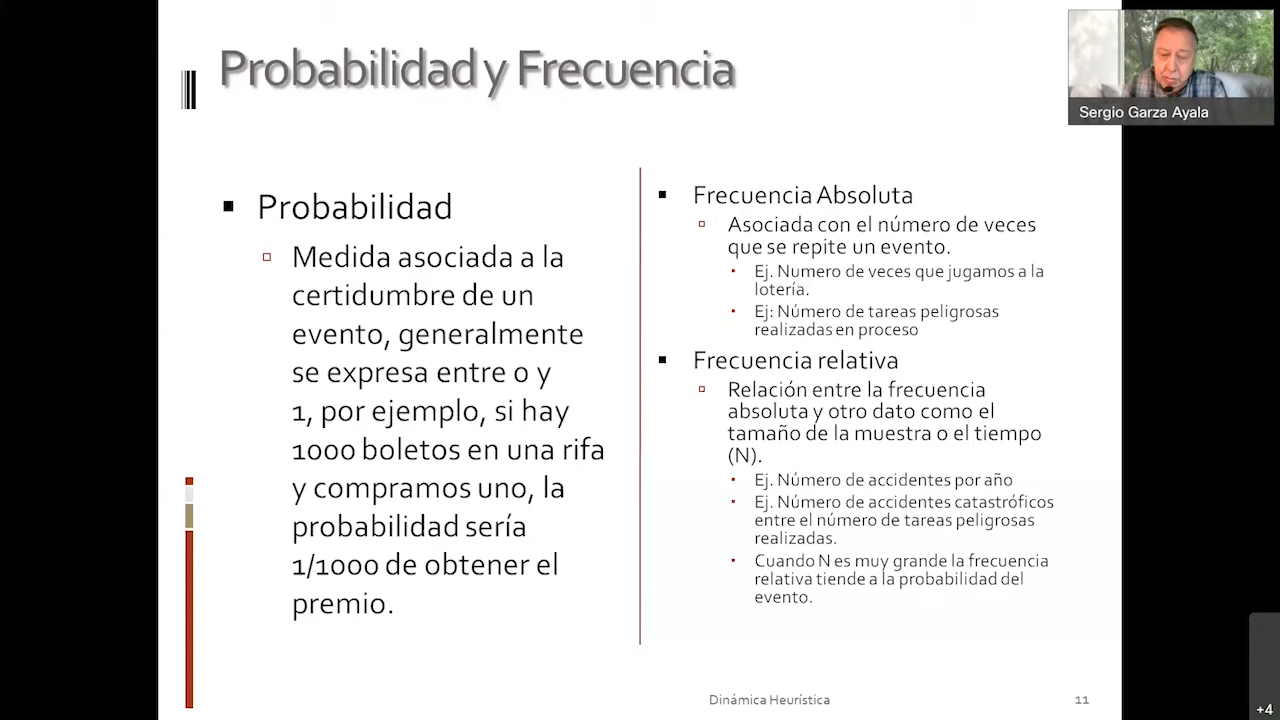 Probabilidad y Frecuencia
Sergio Garza Ayala
▪ Probabilidad
▫ Medida asociada a la
certidumbre de un
evento, generalmente
se expresa entre 0 y
1, por ejemplo, si hay
1000 boletos en una rifa
y compramos uno, la
probabilidad sería
1/1000 de obtener el
premio.
▪ Frecuencia Absoluta
▫ Asociada con el número de veces
que se repite un evento.
▪ Ej. Numero de veces que jugamos a la
lotería.
▪ Ej: Número de tareas peligrosas
realizadas en proceso
▪ Frecuencia relativa
▫ Relación entre la frecuencia
absoluta y otro dato como el
tamaño de la muestra o el tiempo
(N).
▪ Ej. Número de accidentes por año
▪ Ej. Número de accidentes catastróficos
entre el número de tareas peligrosas
realizadas.
▪ Cuando N es muy grande la frecuencia
relativa tiende a la probabilidad del
evento.
Dinámica Heurística
11
+4